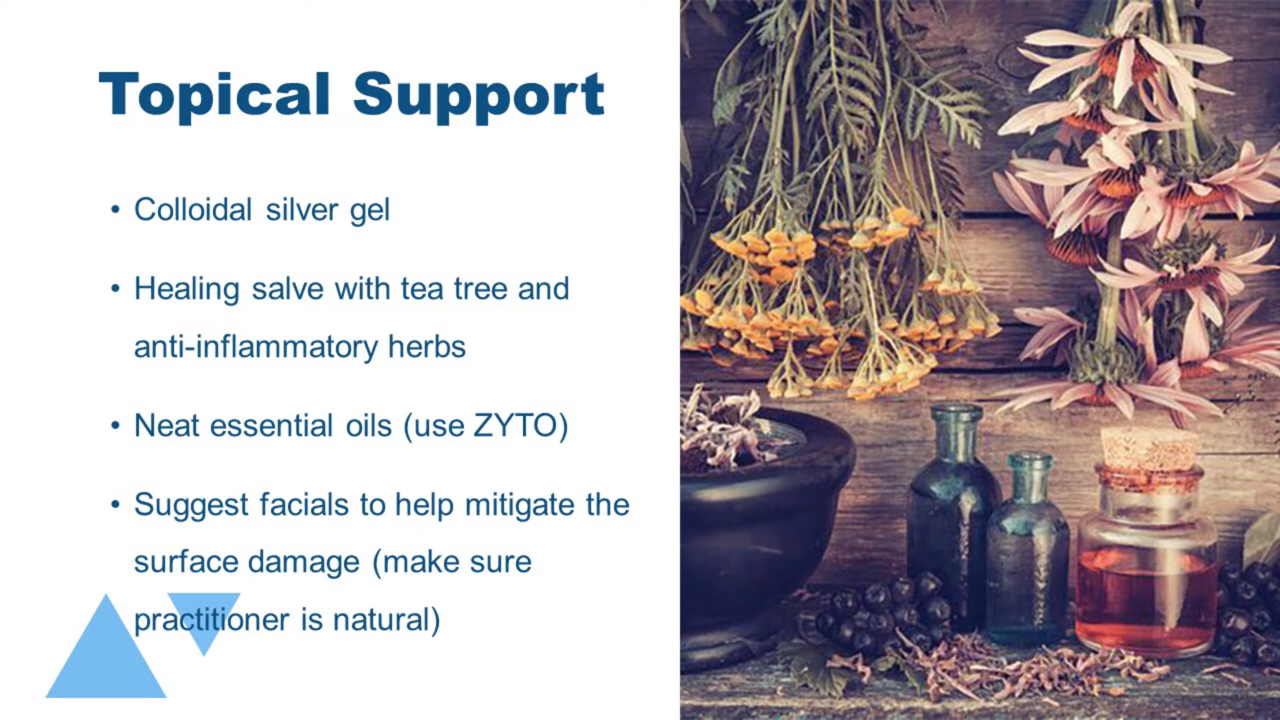 Topical Support
• Colloidal silver gel
• Healing salve with tea tree and
anti-inflammatory herbs
• Neat essential oils (use ZYTO)
• Suggest facials to help mitigate the
surface damage (make sure
practitioner is natural)